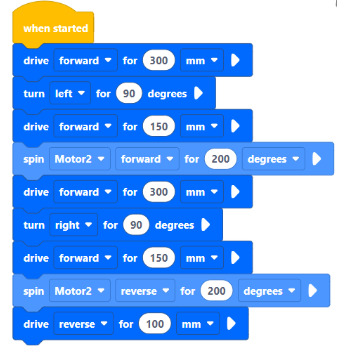 when started
drive forward for 300 mm
turn left for 90 degrees
drive forward for 150 mm
spin Motor2 forward for 200 degrees
drive forward for 300 mm
turn right for 90 degrees
drive forward for 150 mm
spin Motor2 reverse for 200 degrees
drive reverse for 100 mm